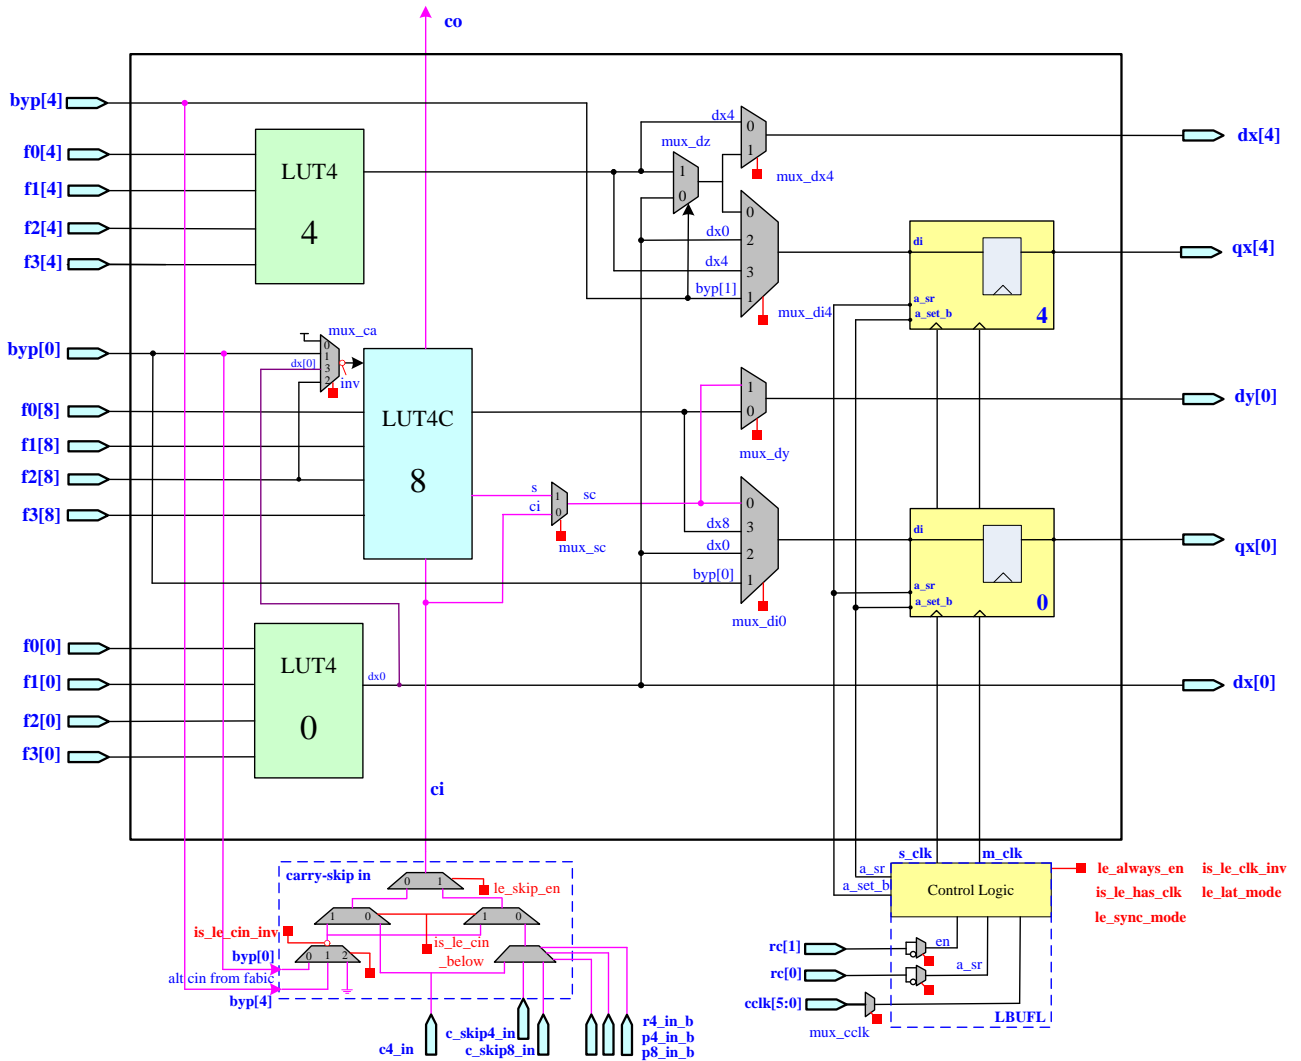 co
byp[4]
f0[4]
f1[4]
f2[4]
f3[4]
LUT4
4
mux_dz
1
0
dx4
0
1
mux_dx4
dx[4]
0
dx0
2
dx4
3
byp[1]
1
mux_di4
di
a_sr
a_set_b
4
qx[4]
byp[0]
mux_ca
0
1
dx[0]
3
2
inv
f0[8]
f1[8]
f2[8]
f3[8]
LUT4C
8
s
1
ci
0
sc
mux_sc
1
0
mux_dy
dy[0]
0
dx8
3
dx0
2
byp[0]
1
mux_di0
di
a_sr
a_set_b
0
qx[0]
f0[0]
f1[0]
f2[0]
f3[0]
LUT4
0
dx0
dx[0]
ci
carry-skip in
0
1
le_skip_en
1
0
1
0
is_le_cin_inv
is_le_cin
_below
0
1
2
byp[0]
alt cin from fabic
byp[4]
c4_in
c_skip4_in
c_skip8_in
r4_in_b
p4_in_b
p8_in_b
s_clk
m_clk
a_sr
a_set_b
Control Logic
le_always_en
is_le_clk_inv
is_le_has_clk
le_lat_mode
le_sync_mode
rc[1]
en
rc[0]
a_sr
cclk[5:0]
mux_cclk
LBUFL